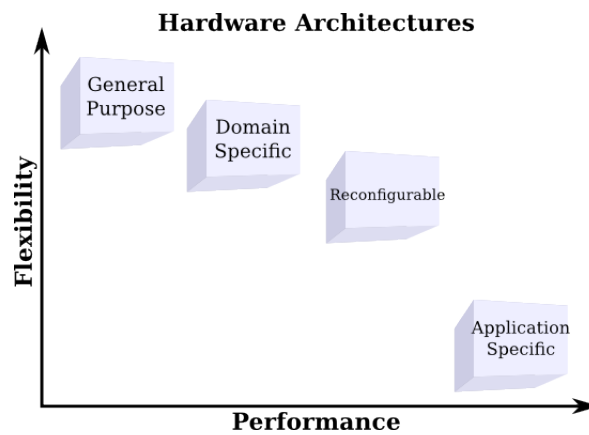 Hardware Architectures
General
Purpose
Domain
Specific
Reconfigurable
Application
Specific
Flexibility
Performance